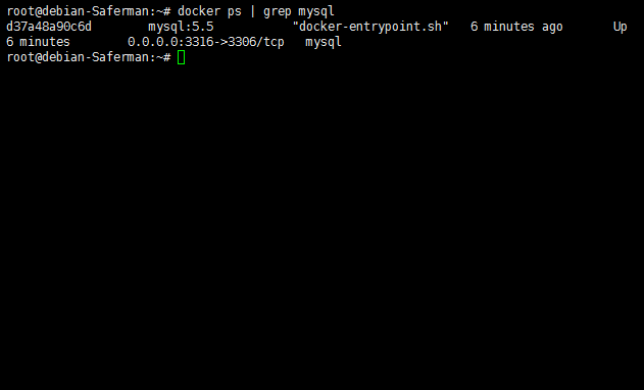 root@debian-Saferman:~# docker ps | grep mysql
d37a48a90c6d        mysql:5.5           "docker-entrypoint.sh"   6 minutes ago       Up
6 minutes        0.0.0.0:3316->3306/tcp   mysql
root@debian-Saferman:~#